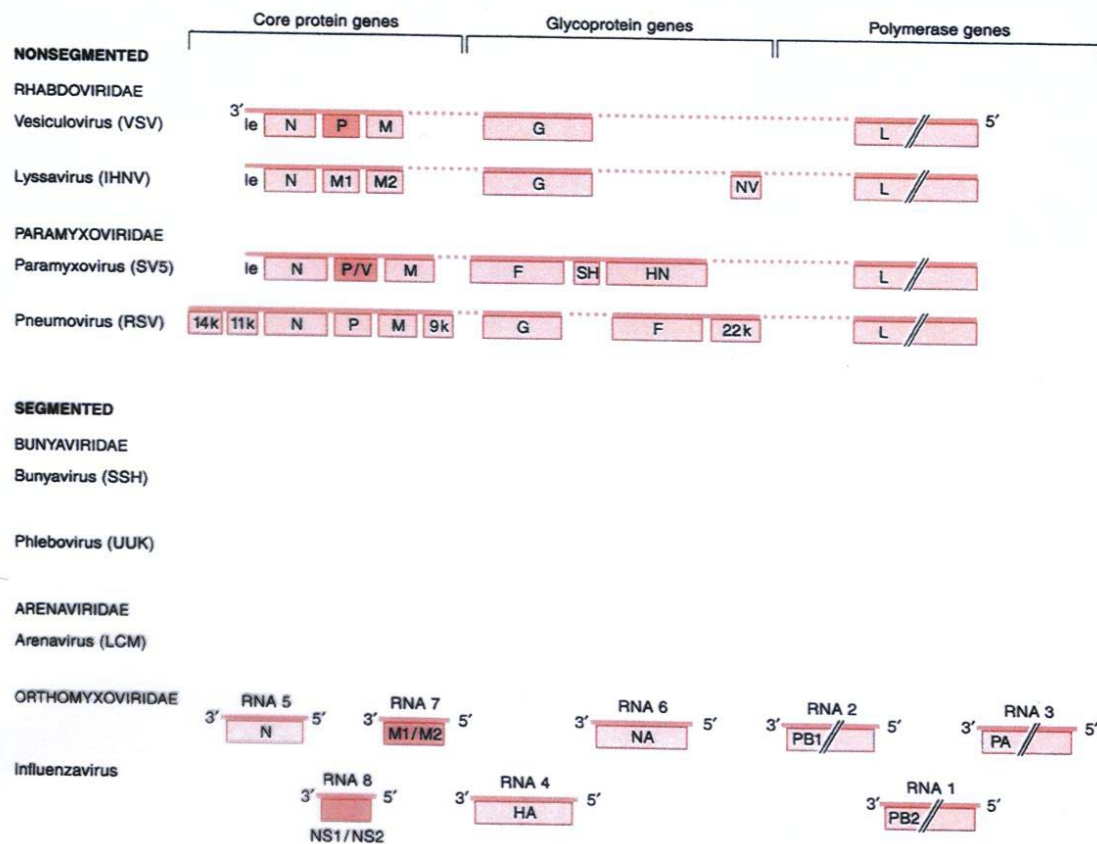 Core protein genes Glycoprotein genes Polymerase genes
NONSEGMENTED
RHABDOVIRIDAE
Vesiculovirus (VSV) 3′ le N P M G L 5′
Lyssavirus (IHNV) le N M1 M2 G NV L
PARAMYXOVIRIDAE
Paramyxovirus (SV5) le N P/V M F SH HN L
Pneumovirus (RSV) 14k 11k N P M 9k G F 22k L
SEGMENTED
BUNYAVIRIDAE
Bunyavirus (SSH)
Phlebovirus (UUK)
ARENAVIRIDAE
Arenavirus (LCM)
ORTHOMYXOVIRIDAE RNA 5 RNA 7 RNA 6 RNA 2 RNA 3
3′ 5′ 3′ 5′ 3′ 5′ 3′ 5′ 3′ 5′
N M1/M2 NA PB1 PA
Influenzavirus RNA 8 RNA 4 RNA 1
3′ 5′ 3′ 5′ 3′ 5′
HA PB2
NS1/NS2